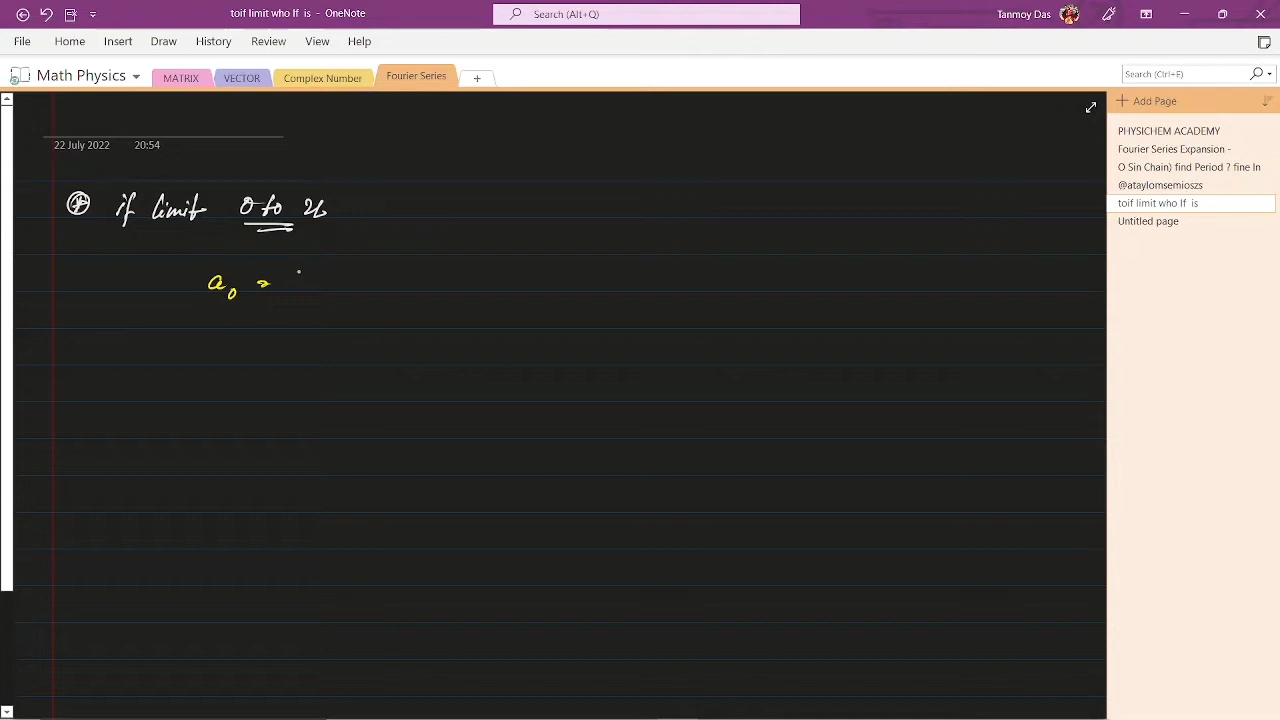 toif limit who If is - OneNote
Search (Alt+Q)
Tanmoy Das
File Home Insert Draw History Review View Help
Math Physics
MATRIX VECTOR Complex Number Fourier Series +
Search (Ctrl+E)
Add Page
22 July 2022 20:54
PHYSICHEM ACADEMY
Fourier Series Expansion -
O Sin Chain) find Period ? fine In
@ataylomsemioszs
toif limit who If is
Untitled page
if limit 0 to
a₀ =